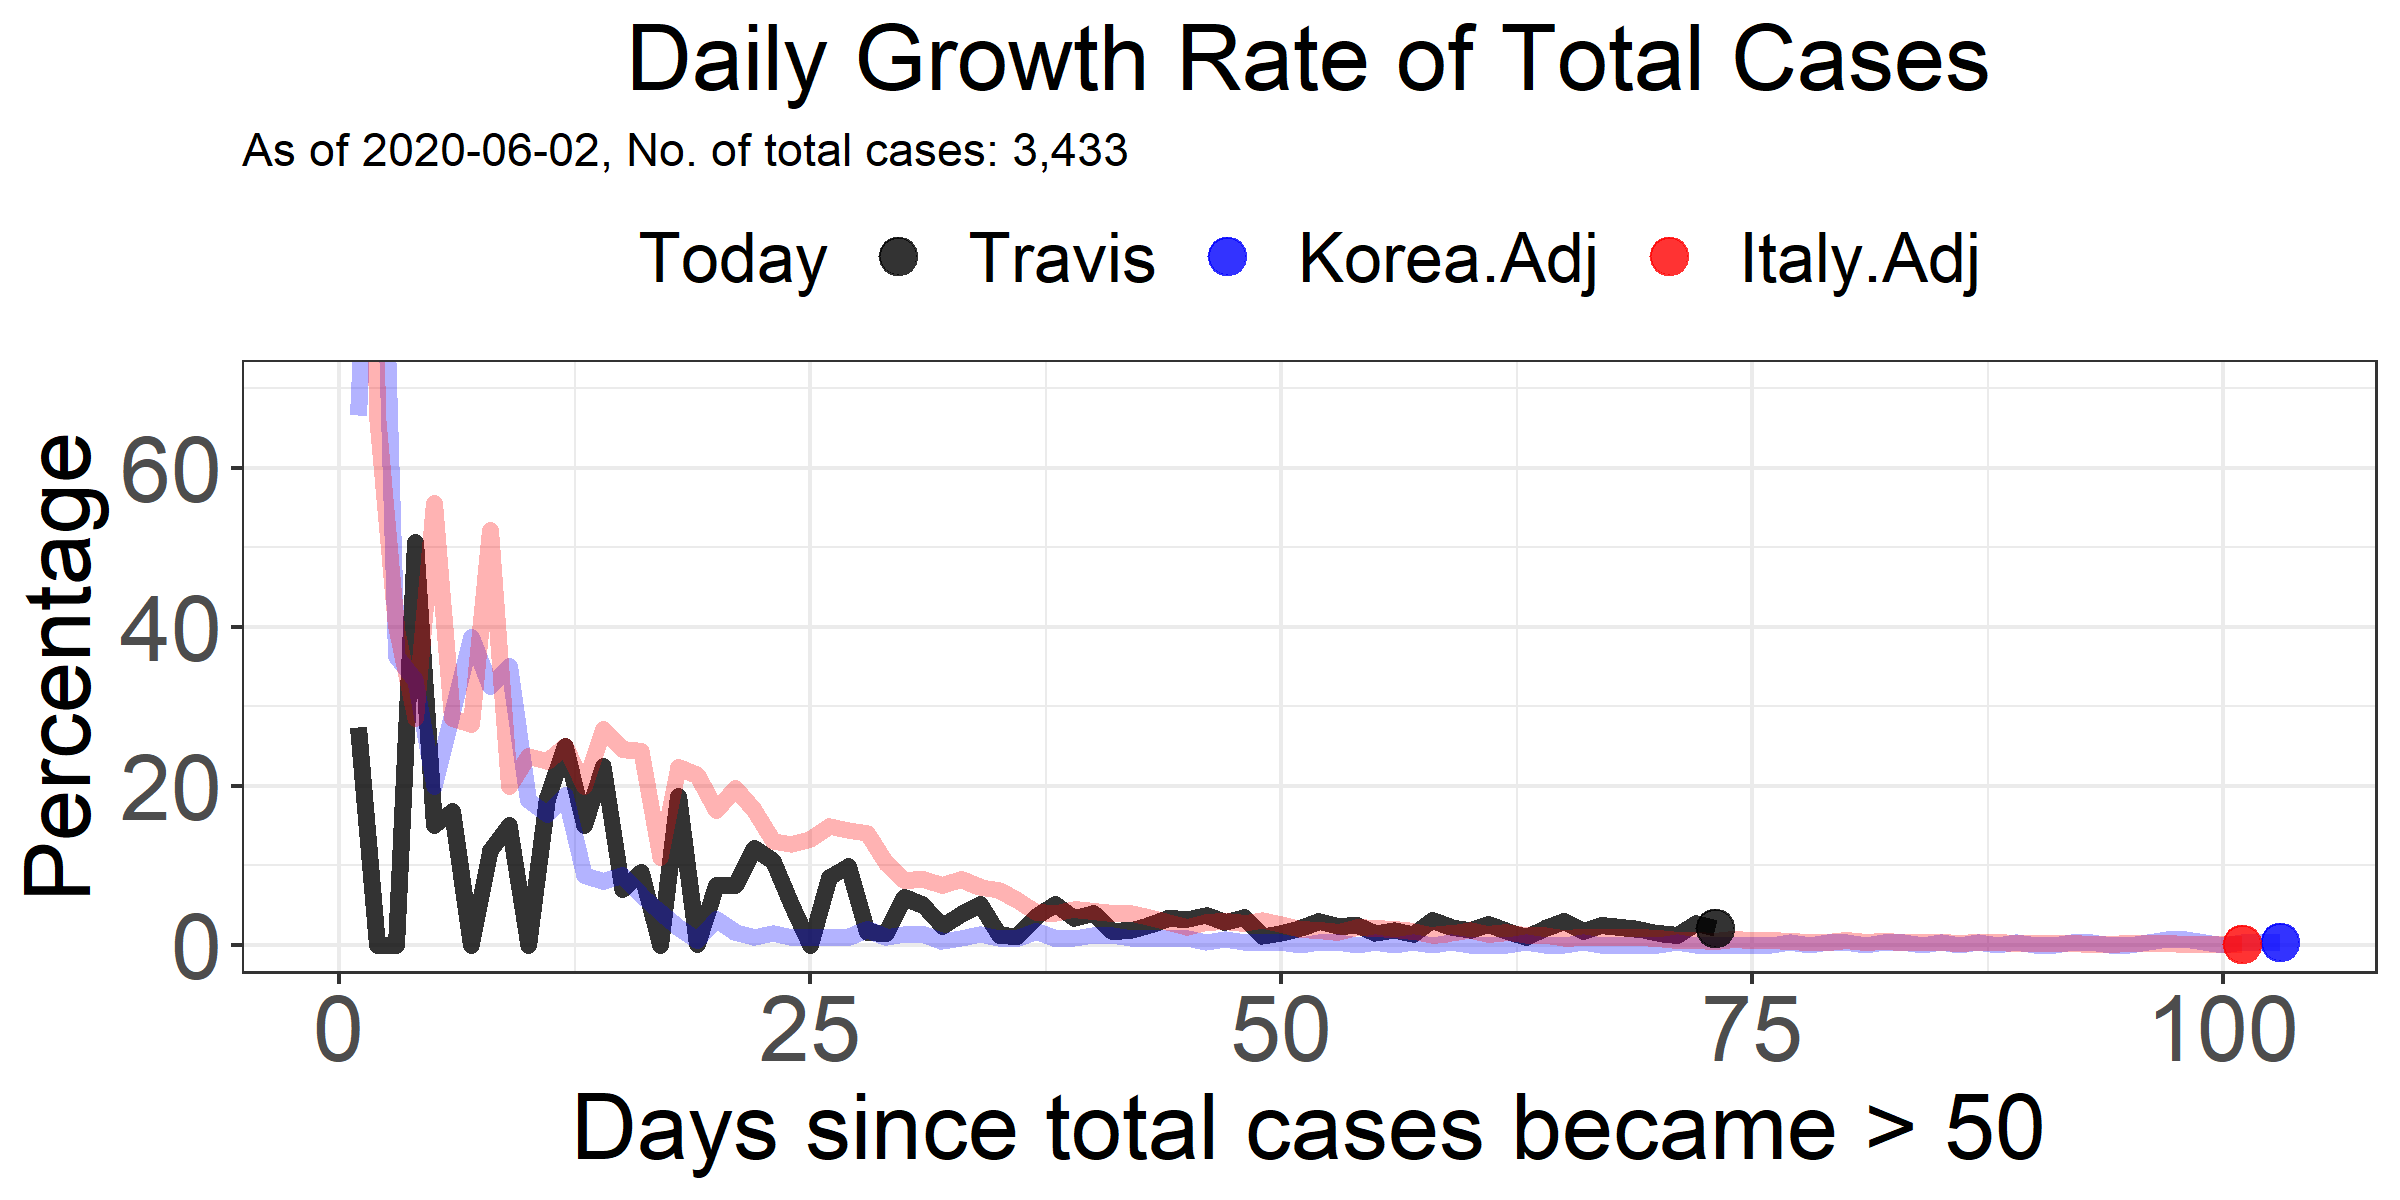 Daily Growth Rate of Total Cases
As of 2020-06-02, No. of total cases: 3,433
Today Travis Korea.Adj Italy.Adj
Percentage
60
40
20
0
0 25 50 75 100
Days since total cases became > 50